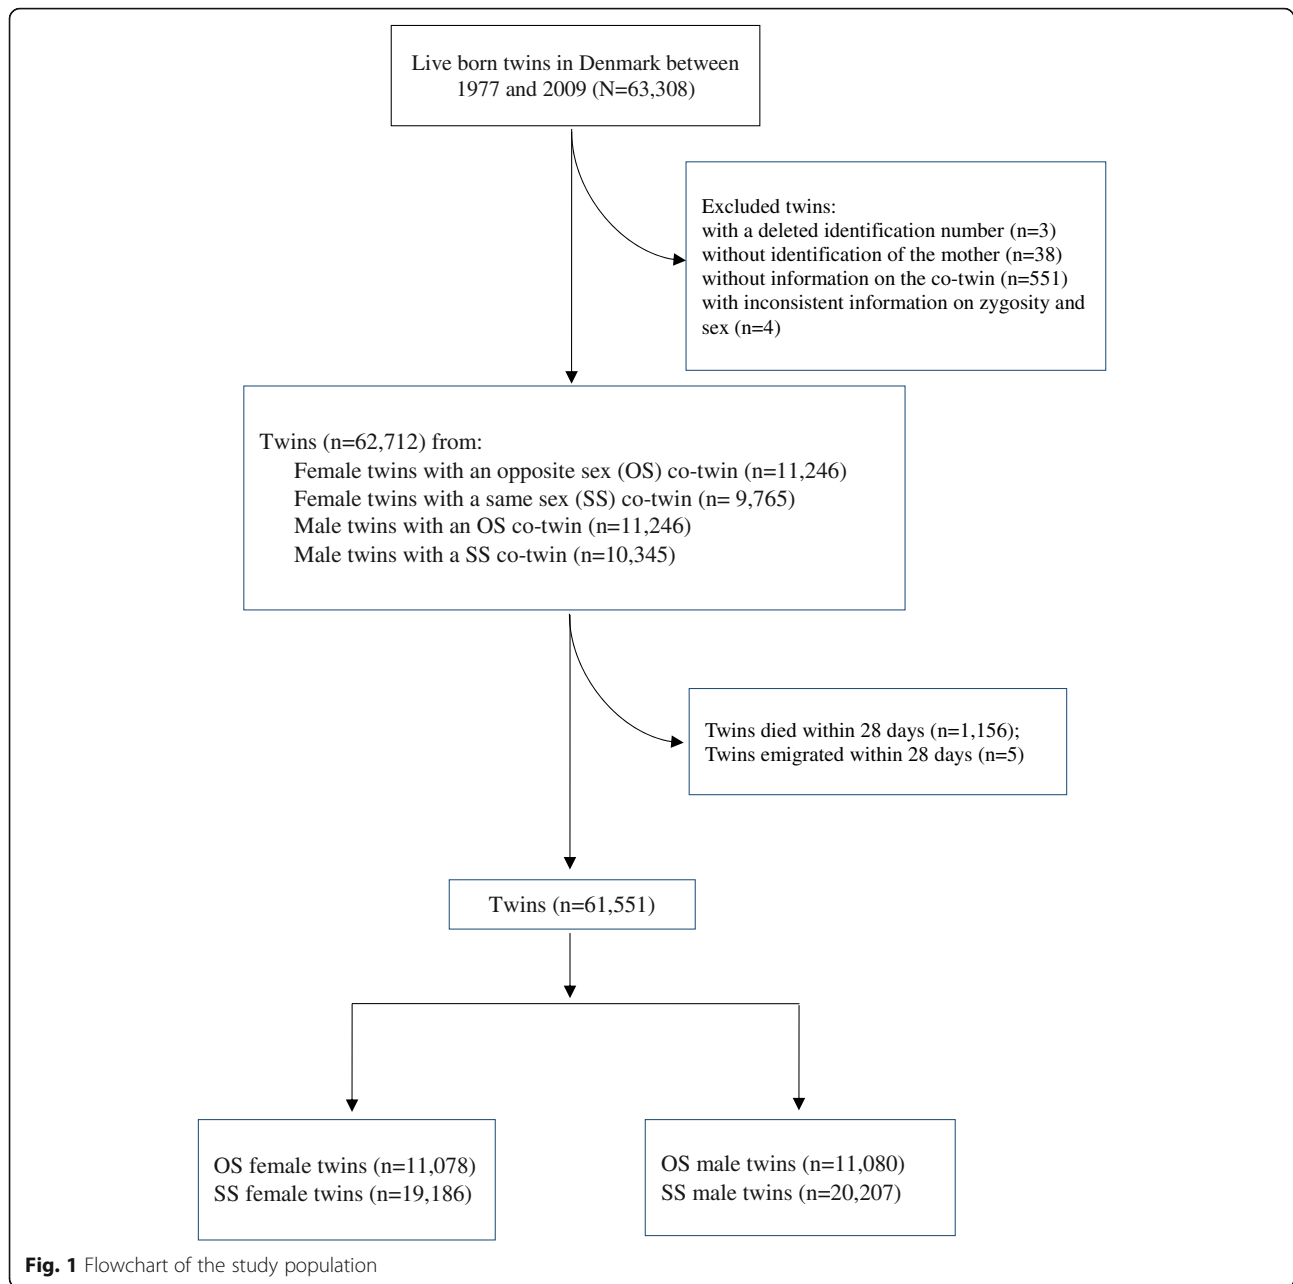 Live born twins in Denmark between
1977 and 2009 (N=63,308)
Excluded twins:
with a deleted identification number (n=3)
without identification of the mother (n=38)
without information on the co-twin (n=551)
with inconsistent information on zygosity and
sex (n=4)
Twins (n=62,712) from:
Female twins with an opposite sex (OS) co-twin (n=11,246)
Female twins with a same sex (SS) co-twin (n= 9,765)
Male twins with an OS co-twin (n=11,246)
Male twins with a SS co-twin (n=10,345)
Twins died within 28 days (n=1,156);
Twins emigrated within 28 days (n=5)
Twins (n=61,551)
OS female twins (n=11,078)
SS female twins (n=19,186)
OS male twins (n=11,080)
SS male twins (n=20,207)
Fig. 1 Flowchart of the study population